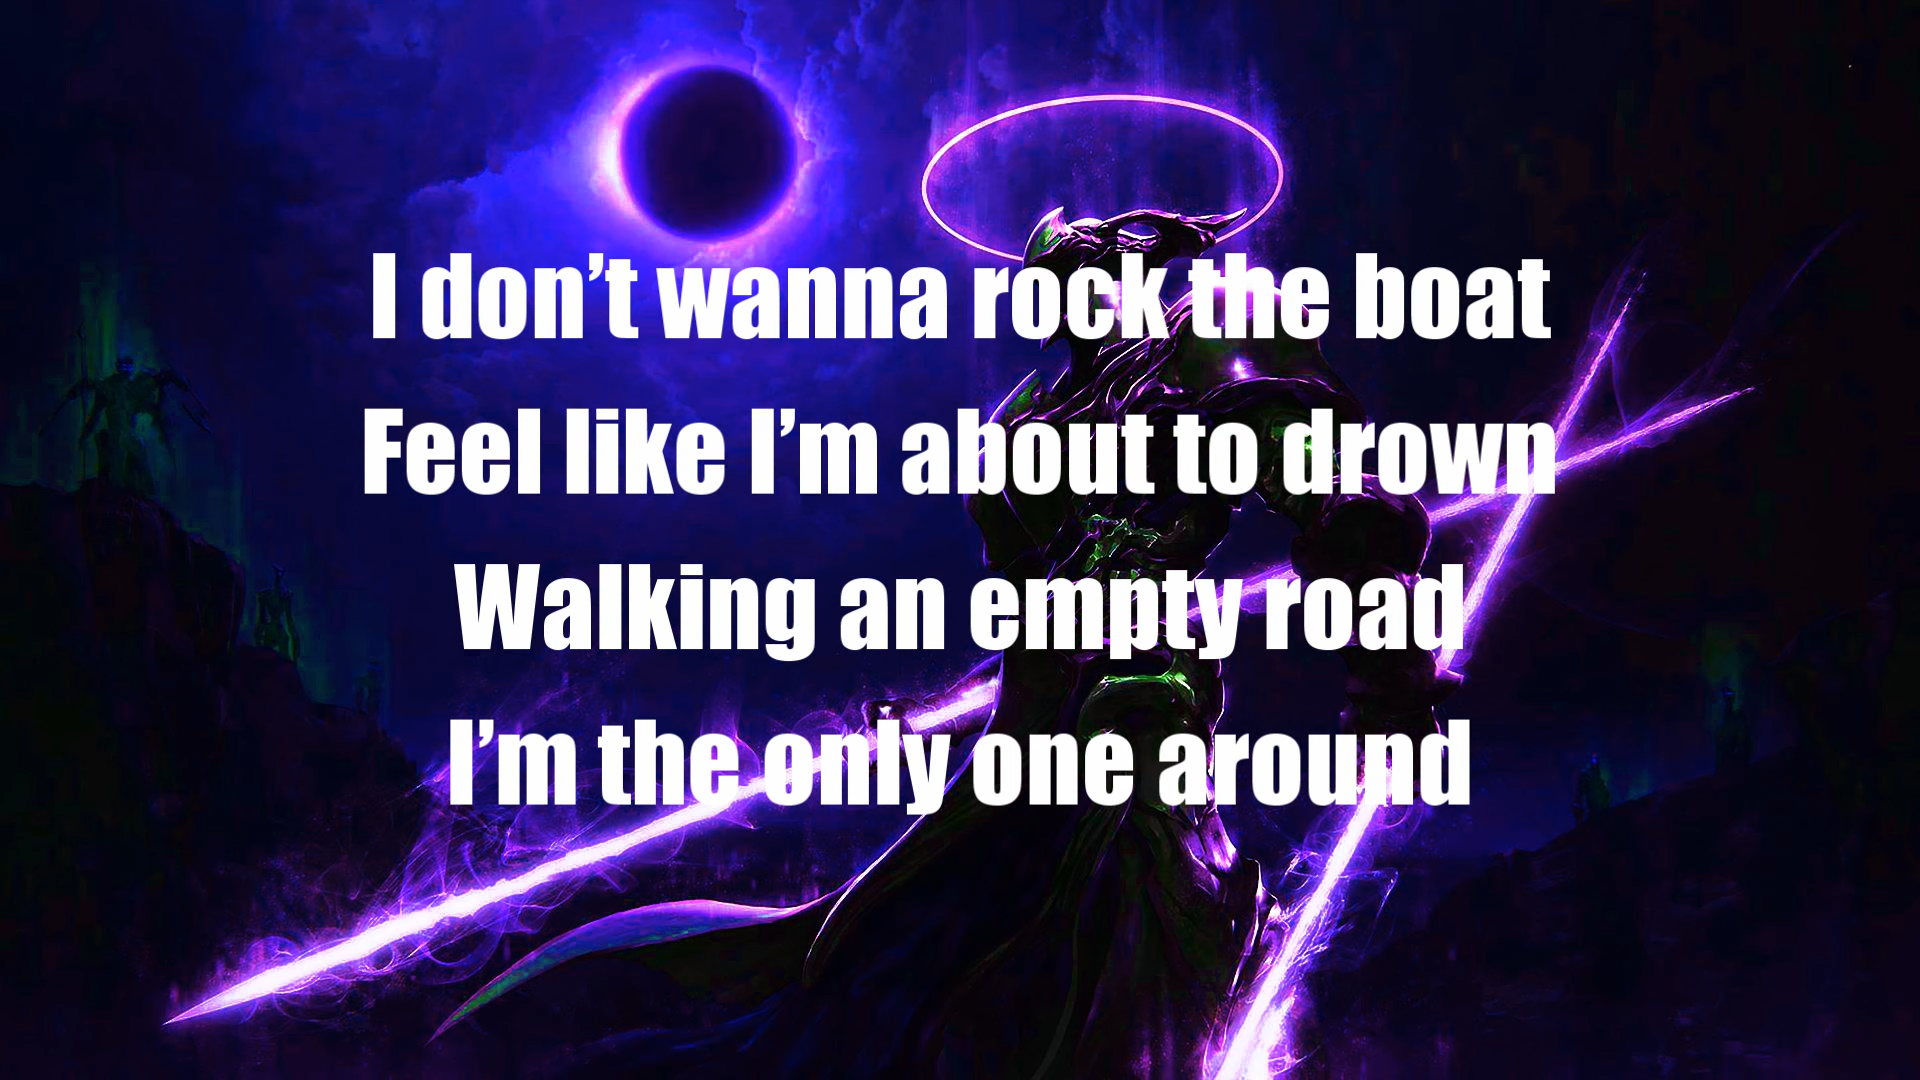 I don’t wanna rock the boat
Feel like I’m about to drown
Walking an empty road
I’m the only one around